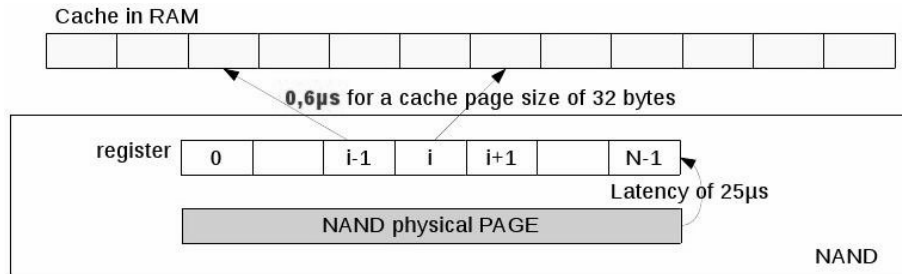 Cache in RAM
0,6µs for a cache page size of 32 bytes
register 0 i-1 i i+1 N-1
Latency of 25µs
NAND physical PAGE
NAND